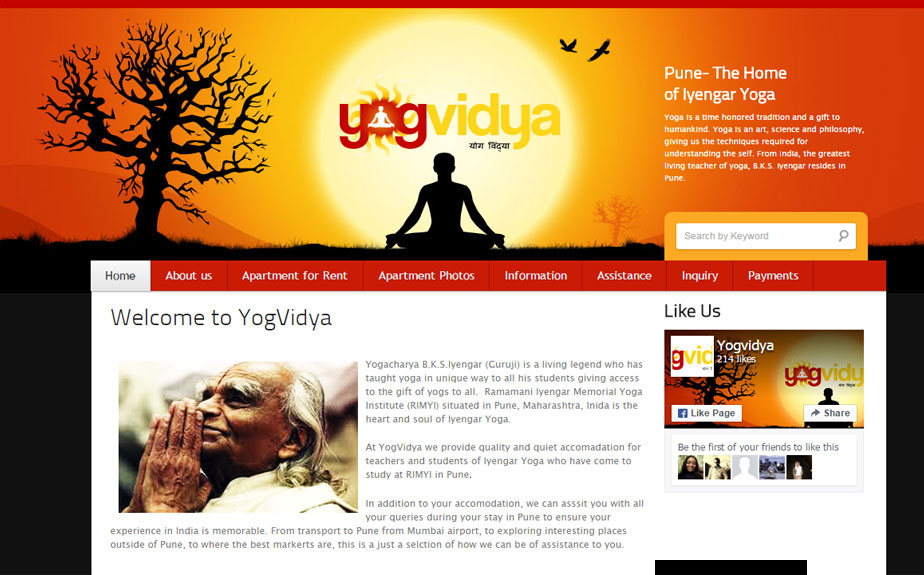 yogvidya
योग विद्या
Pune- The Home
of Iyengar Yoga
Yoga is a time honored tradition and a gift to
humankind. Yoga is an art, science and philosophy,
giving us the techniques required for
understanding the self. From India, the greatest
living teacher of yoga, B.K.S. Iyengar resides in
Pune.
Search by Keyword
Home About us Apartment for Rent Apartment Photos Information Assistance Inquiry Payments
Welcome to YogVidya
Yogacharya B.K.S.Iyengar (Guruji) is a living legend who has
taught yoga in unique way to all his students giving access
to the gift of yogs to all. Ramamani Iyengar Memorial Yoga
Institute (RIMYI) situated in Pune, Maharashtra, Inidia is the
heart and soul of Iyengar Yoga.
At YogVidya we provide quality and quiet accomadation for
teachers and students of Iyengar Yoga who have come to
study at RIMYI in Pune.
In addition to your accomodation, we can asssit you with all
your queries during your stay in Pune to ensure your
experience in India is memorable. From transport to Pune from Mumbai airport, to exploring interesting places
outside of Pune, to where the best markerts are, this is a just a selction of how we can be of assistance to you.
Like Us
gvid
Yogvidya
214 likes
yogvidy
Like Page
Share
Be the first of your friends to like this